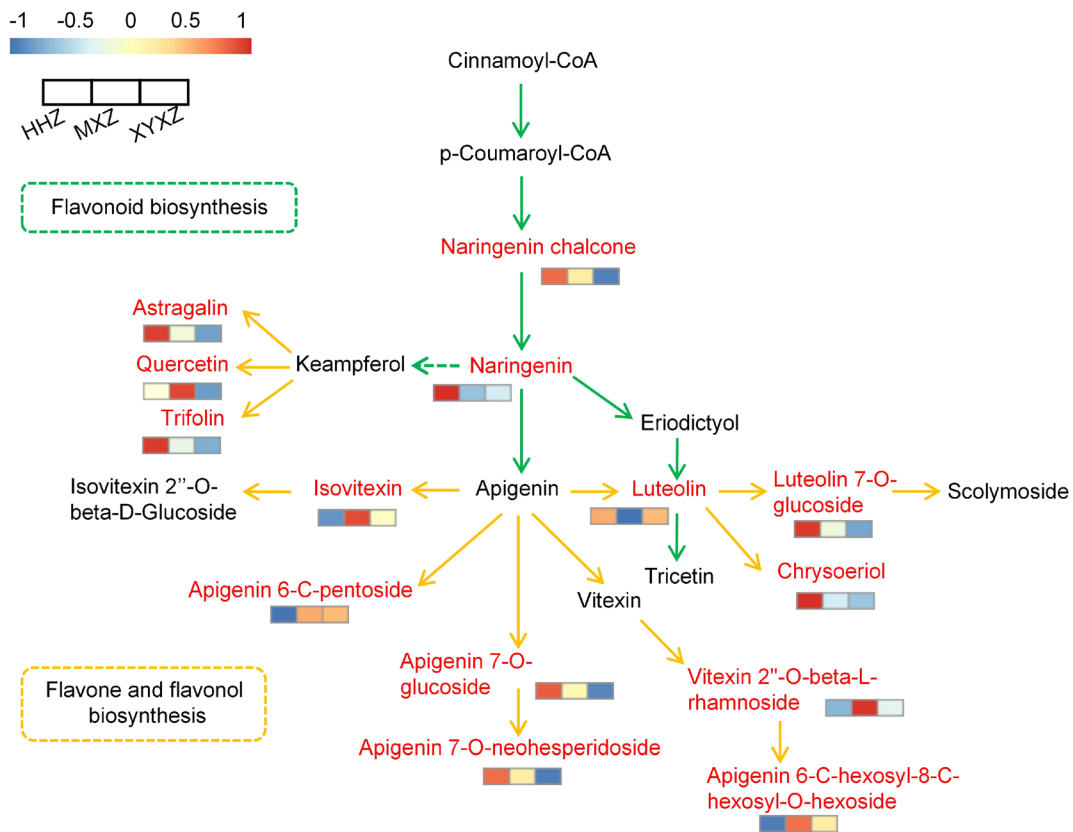 -1 -0.5 0 0.5 1
HHZ MXZ XYXZ
Cinnamoyl-CoA
p-Coumaroyl-CoA
Flavonoid biosynthesis
Naringenin chalcone
Astragalin
Quercetin
Keampferol
Naringenin
Trifolin
Eriodictyol
Isovitexin 2''-O-
beta-D-Glucoside
Isovitexin
Apigenin
Luteolin
Luteolin 7-O-
glucoside
Scolymoside
Tricetin
Chrysoeriol
Apigenin 6-C-pentoside
Vitexin
Apigenin 7-O-
glucoside
Vitexin 2"-O-beta-L-
rhamnoside
Flavone and flavonol
biosynthesis
Apigenin 7-O-neohesperidoside
Apigenin 6-C-hexosyl-8-C-
hexosyl-O-hexoside